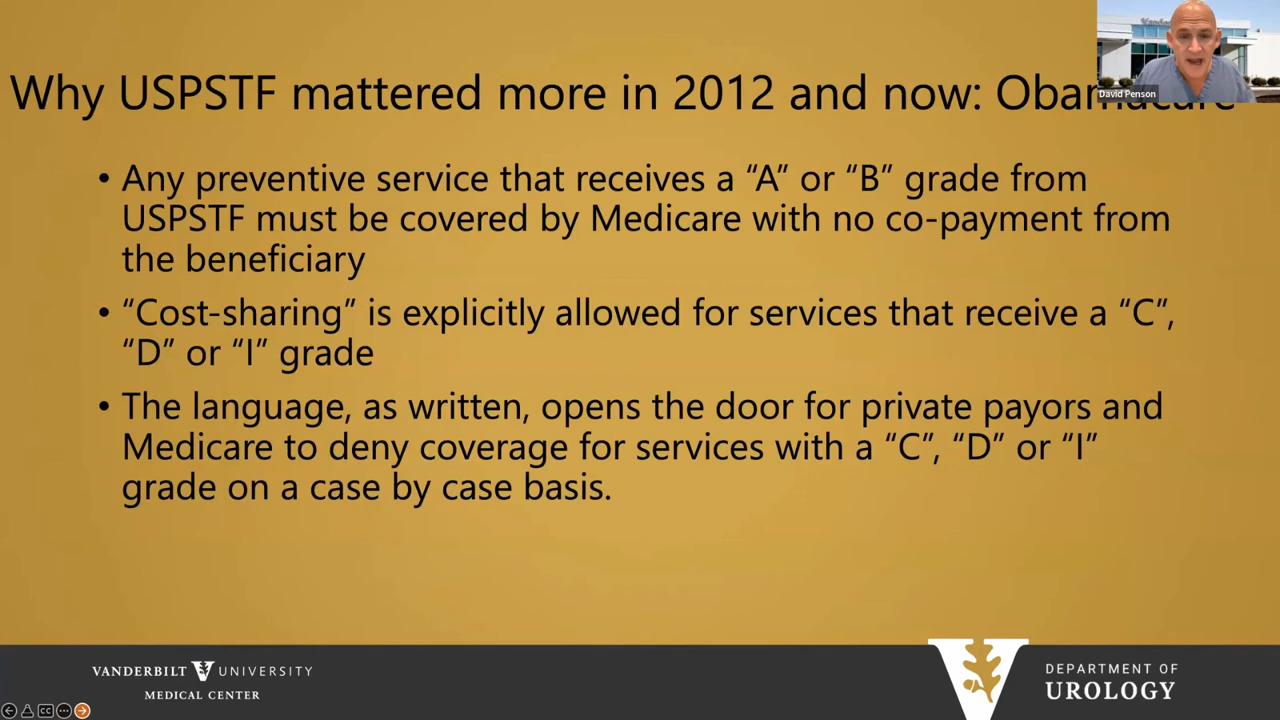 Why USPSTF mattered more in 2012 and now: Obamacare
David Penson
• Any preventive service that receives a “A” or “B” grade from
USPSTF must be covered by Medicare with no co-payment from
the beneficiary
• “Cost-sharing” is explicitly allowed for services that receive a “C”,
“D” or “I” grade
• The language, as written, opens the door for private payors and
Medicare to deny coverage for services with a “C”, “D” or “I”
grade on a case by case basis.
VANDERBILT V UNIVERSITY
MEDICAL CENTER
DEPARTMENT OF
UROLOGY
CC